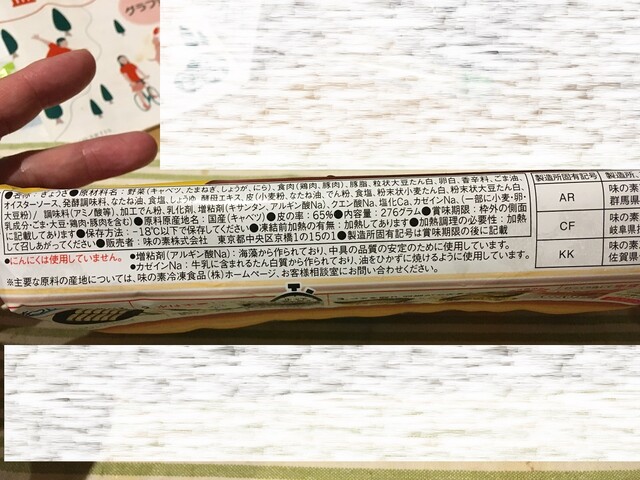 グラフ
●名称：ぎょうざ●原材料名：野菜(キャベツ、たまねぎ、しょうが、にら)、食肉(鶏肉、豚肉)、豚脂、粒状大豆たん白、卵白、香辛料、ごま油、
オイスターソース、発酵調味料、なたね油、食塩、しょうゆ、酵母エキス、皮(小麦粉、なたね油、でん粉、食塩、粉末状小麦たん白、粉末状大豆たん白、
大豆粉)/調味料(アミノ酸等)、加工でん粉、乳化剤、増粘剤(キサンタン、アルギン酸Na)、クエン酸Na、塩化Ca、カゼインNa、(一部に小麦・卵・
乳成分・ごま・大豆・鶏肉・豚肉を含む)●原料原産地名：国産(キャベツ)●皮の率：65%●内容量：276グラム●賞味期限：枠外の側面
に記載してあります●保存方法：-18℃以下で保存してください●凍結前加熱の有無：加熱してあります●加熱調理の必要性：加熱
して召しあがってください●販売者：味の素冷凍食品株式会社 東京都中央区京橋1の15の1●製造所固有記号は賞味期限の後に記載
●にんにくは使用していません。
●増粘剤(アルギン酸Na)：海藻から作られており、中具の品質の安定のために使用しています。
●カゼインNa：牛乳に含まれるたん白質から作られており、油をひかずに焼けるように使用しています。
※主要な原料の産地については、味の素冷凍食品(株)ホームページ、お客様相談室にお問い合わせください。
製造所固有記号 製造所
AR 味の素
群馬県
CF 味の素
岐阜県
KK 味の素
佐賀県